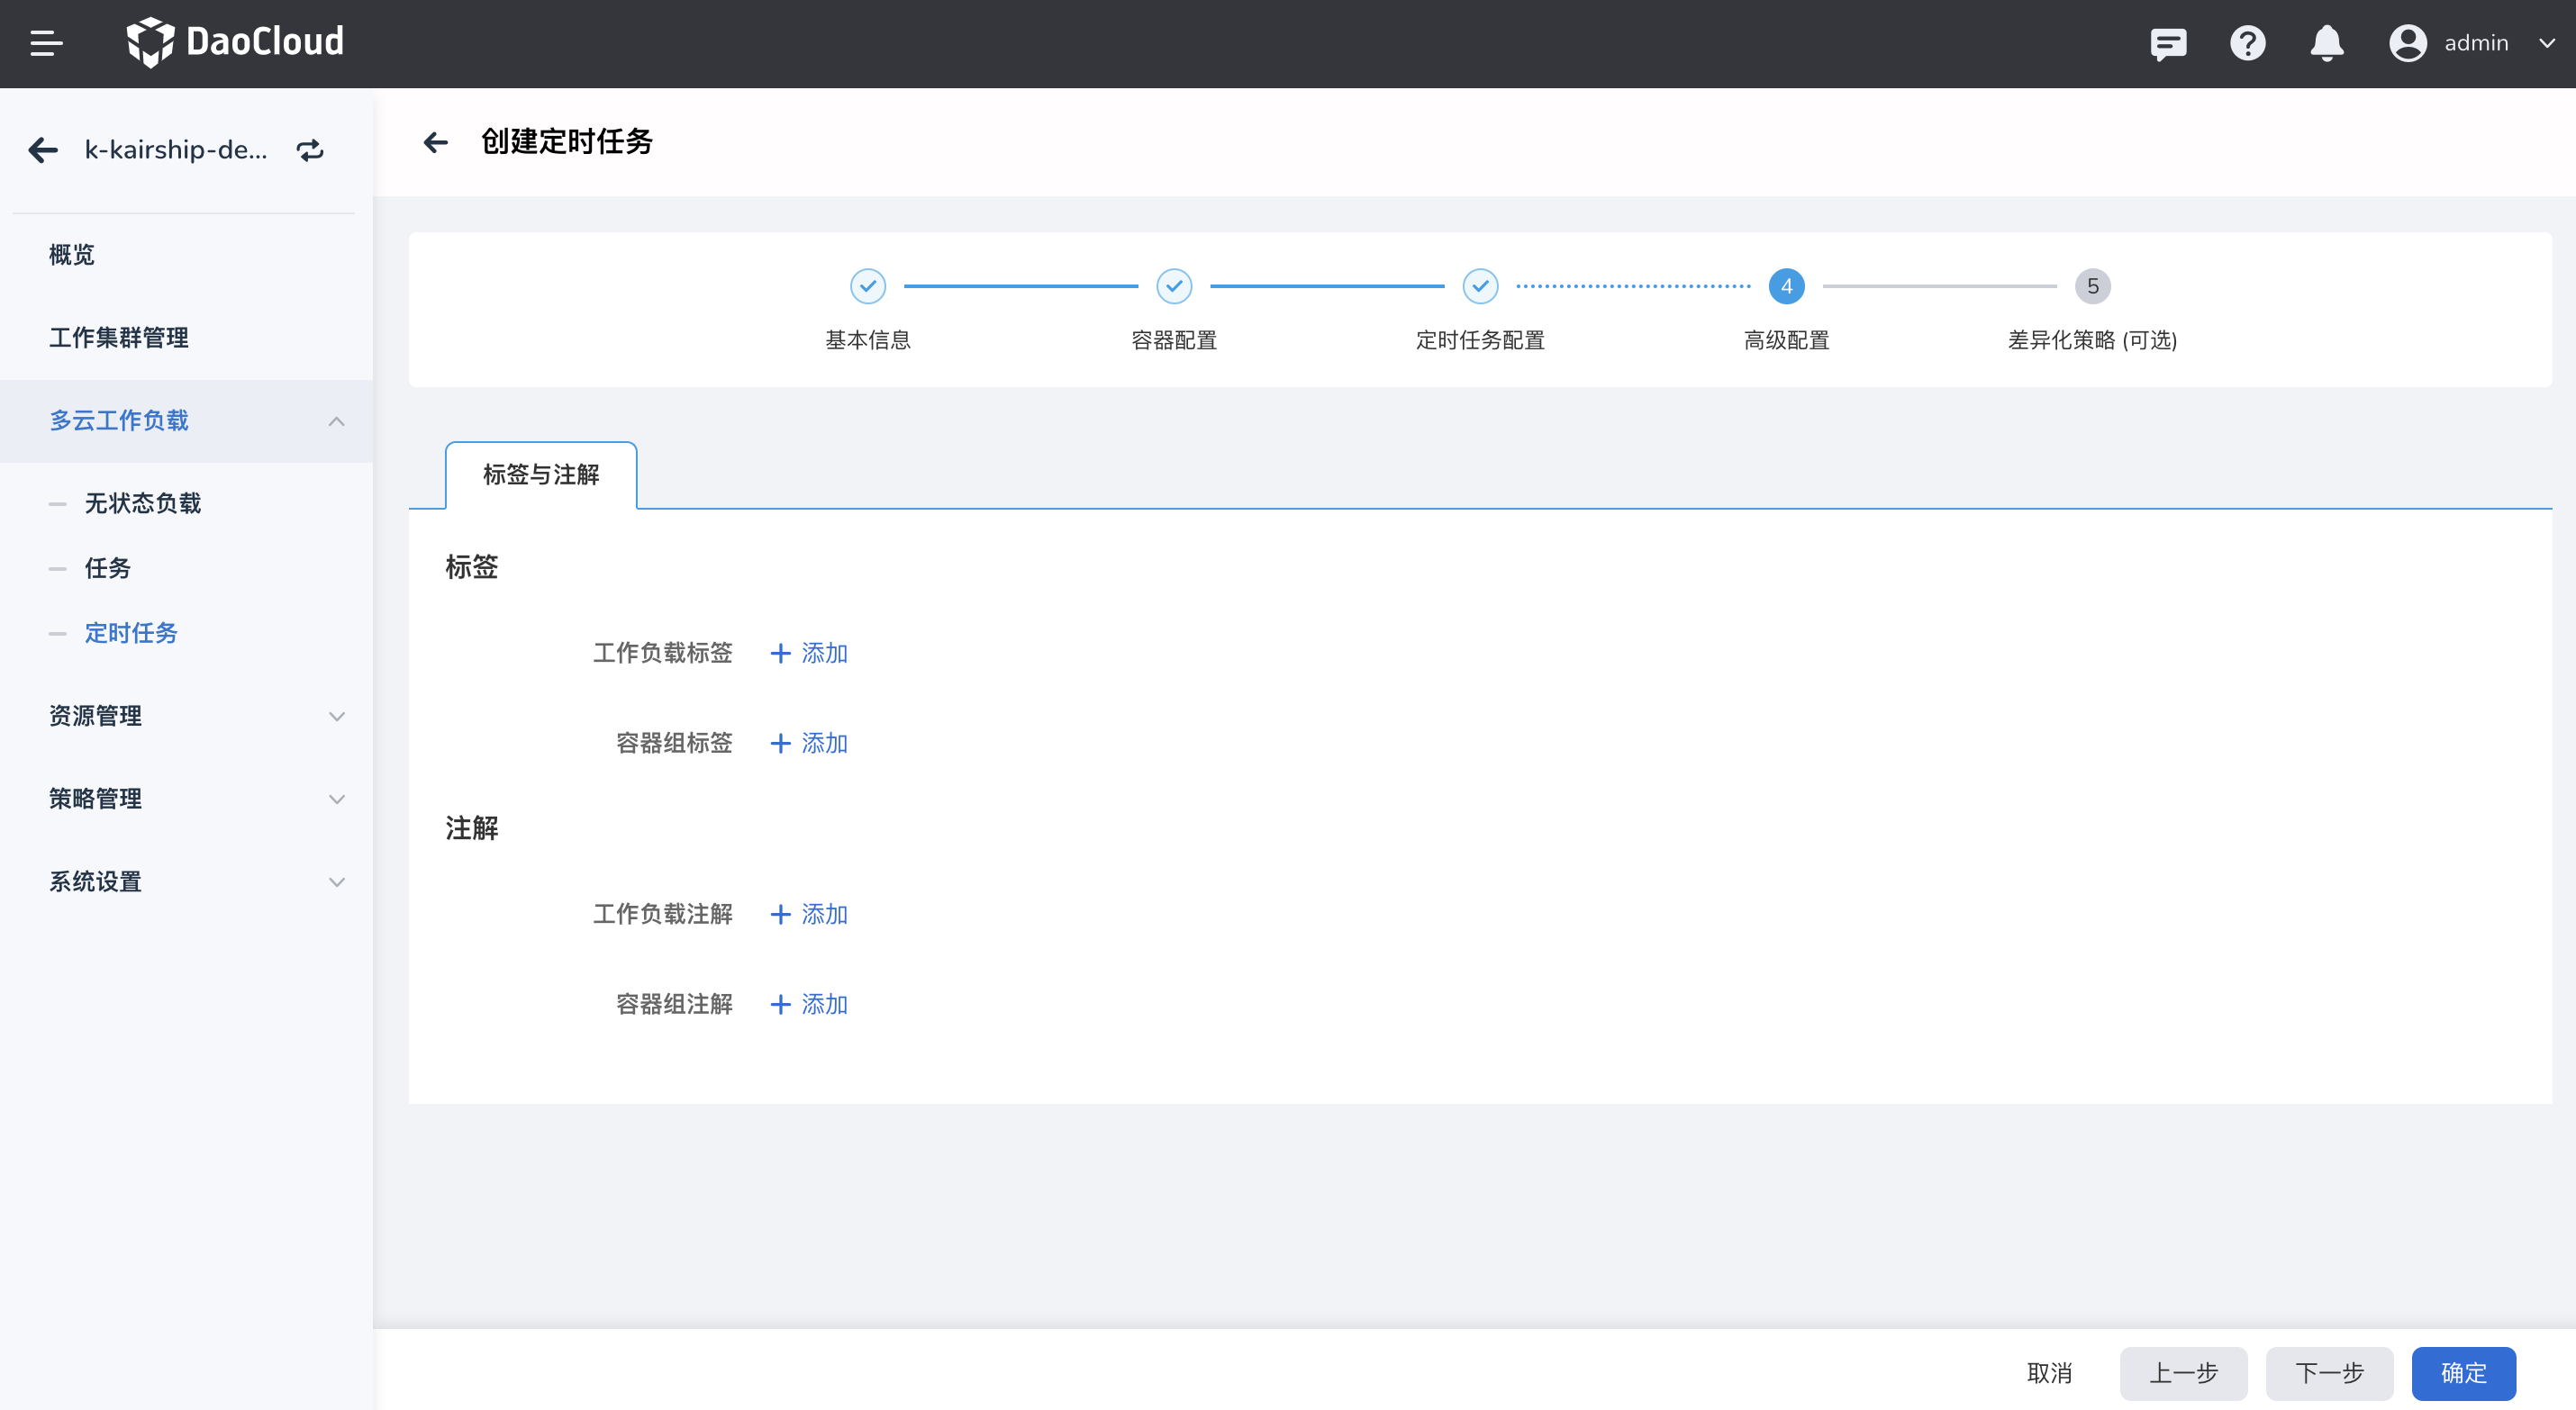 DaoCloud
admin
k-kairship-de...
概览
工作集群管理
多云工作负载
无状态负载
任务
定时任务
资源管理
策略管理
系统设置
创建定时任务
4
5
基本信息
容器配置
定时任务配置
高级配置
差异化策略 (可选)
标签与注解
标签
工作负载标签 + 添加
容器组标签 + 添加
注解
工作负载注解 + 添加
容器组注解 + 添加
取消 上一步 下一步 确定